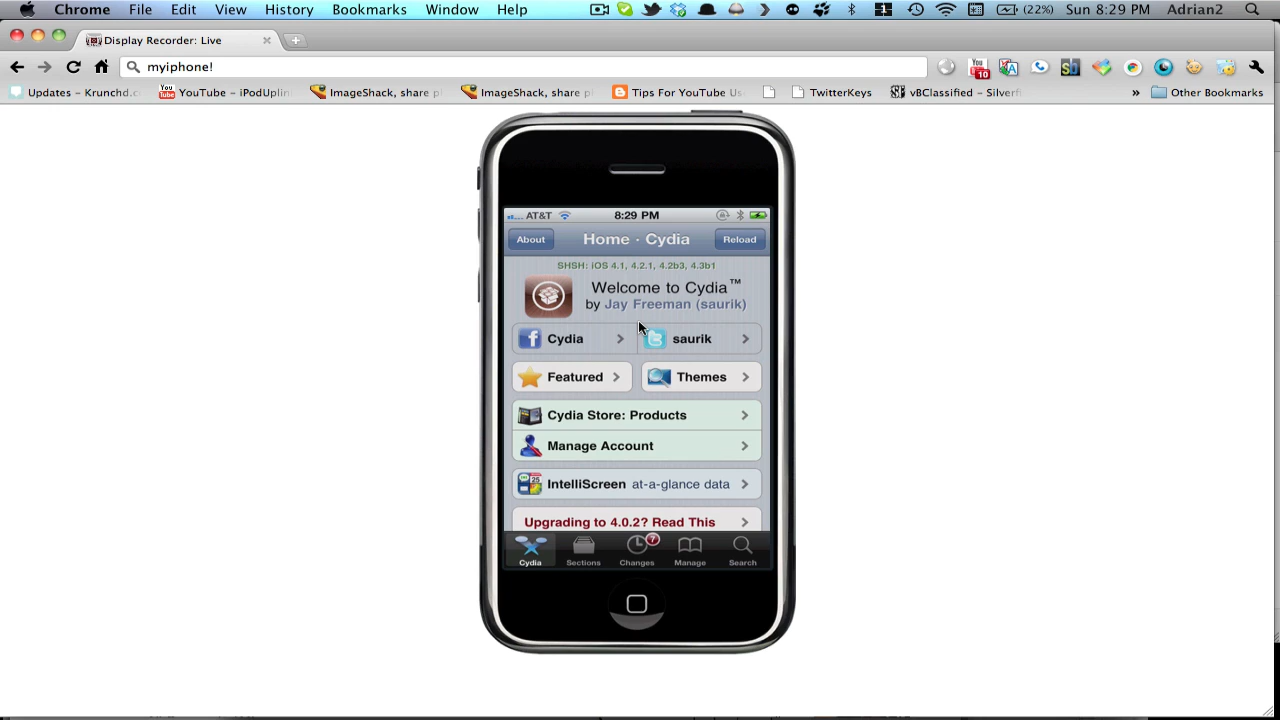 Chrome File Edit View History Bookmarks Window Help (22%) Sun 8:29 PM Adrian2
Display Recorder: Live
myiphone!
10
Updates – Krunchd.c
YouTube – iPodUplin
ImageShack, share p
ImageShack, share p
Tips For YouTube Us
TwitterKeys
vBClassified – Silverfi
»
Other Bookmarks
AT&T 8:29 PM
About Home · Cydia Reload
SHSH: iOS 4.1, 4.2.1, 4.2b3, 4.3b1
Welcome to Cydia™
by Jay Freeman (saurik)
Cydia saurik
Featured Themes
Cydia Store: Products
Manage Account
IntelliScreen at-a-glance data
Upgrading to 4.0.2? Read This
7
Cydia Sections Changes Manage Search